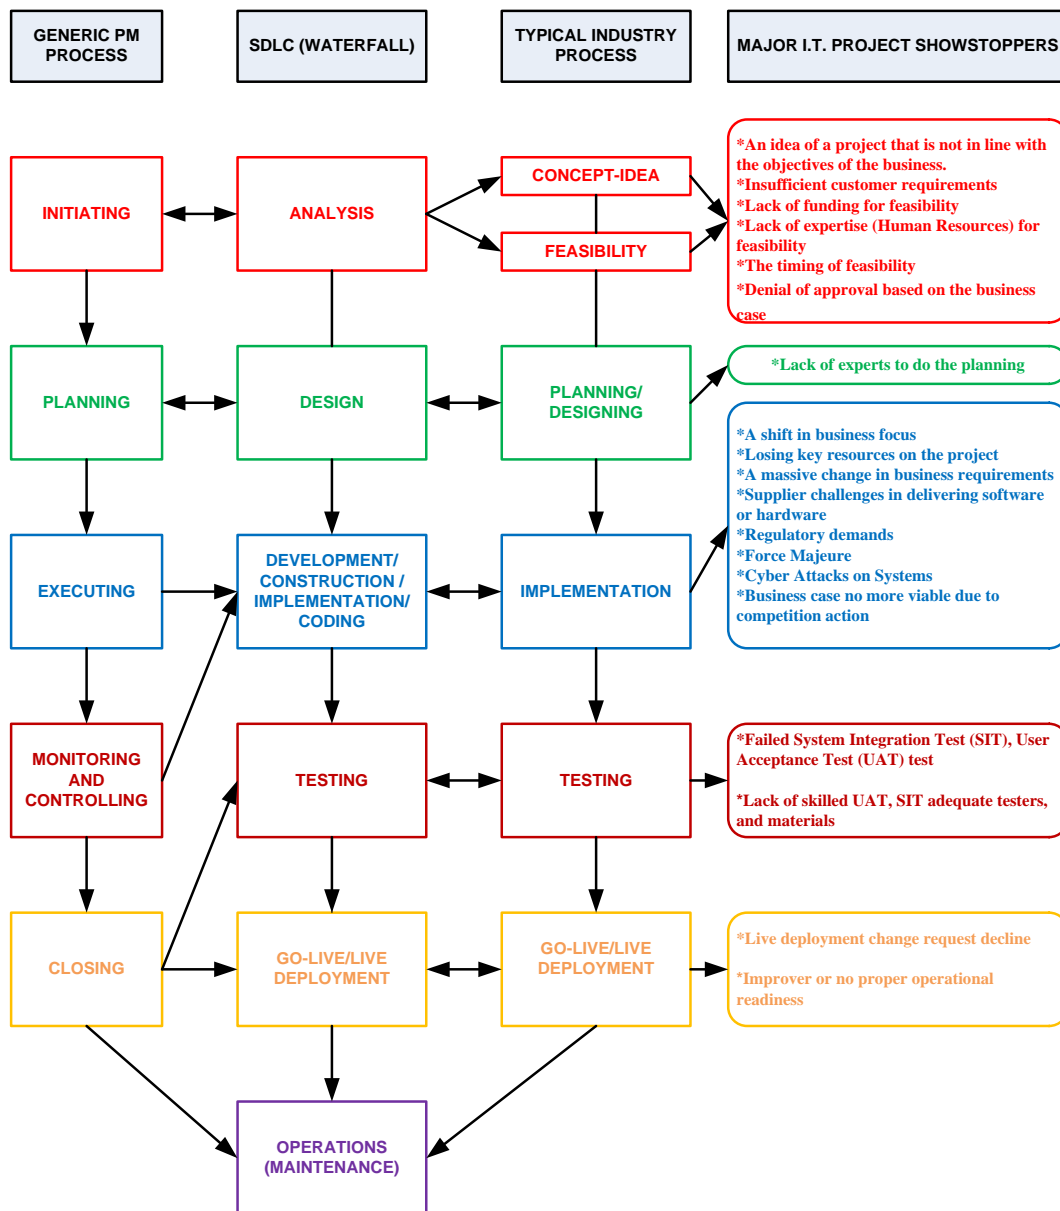 GENERIC PM
PROCESS
SDLC (WATERFALL)
TYPICAL INDUSTRY
PROCESS
MAJOR I.T. PROJECT SHOWSTOPPERS
INITIATING
ANALYSIS
CONCEPT-IDEA
FEASIBILITY
*An idea of a project that is not in line with
the objectives of the business.
*Insufficient customer requirements
*Lack of funding for feasibility
*Lack of expertise (Human Resources) for
feasibility
*The timing of feasibility
*Denial of approval based on the business
case
PLANNING
DESIGN
PLANNING/
DESIGNING
*Lack of experts to do the planning
EXECUTING
DEVELOPMENT/
CONSTRUCTION /
IMPLEMENTATION/
CODING
IMPLEMENTATION
*A shift in business focus
*Losing key resources on the project
*A massive change in business requirements
*Supplier challenges in delivering software
or hardware
*Regulatory demands
*Force Majeure
*Cyber Attacks on Systems
*Business case no more viable due to
competition action
MONITORING
AND
CONTROLLING
TESTING
TESTING
*Failed System Integration Test (SIT), User
Acceptance Test (UAT) test
*Lack of skilled UAT, SIT adequate testers,
and materials
CLOSING
GO-LIVE/LIVE
DEPLOYMENT
GO-LIVE/LIVE
DEPLOYMENT
*Live deployment change request decline
*Improver or no proper operational
readiness
OPERATIONS
(MAINTENANCE)